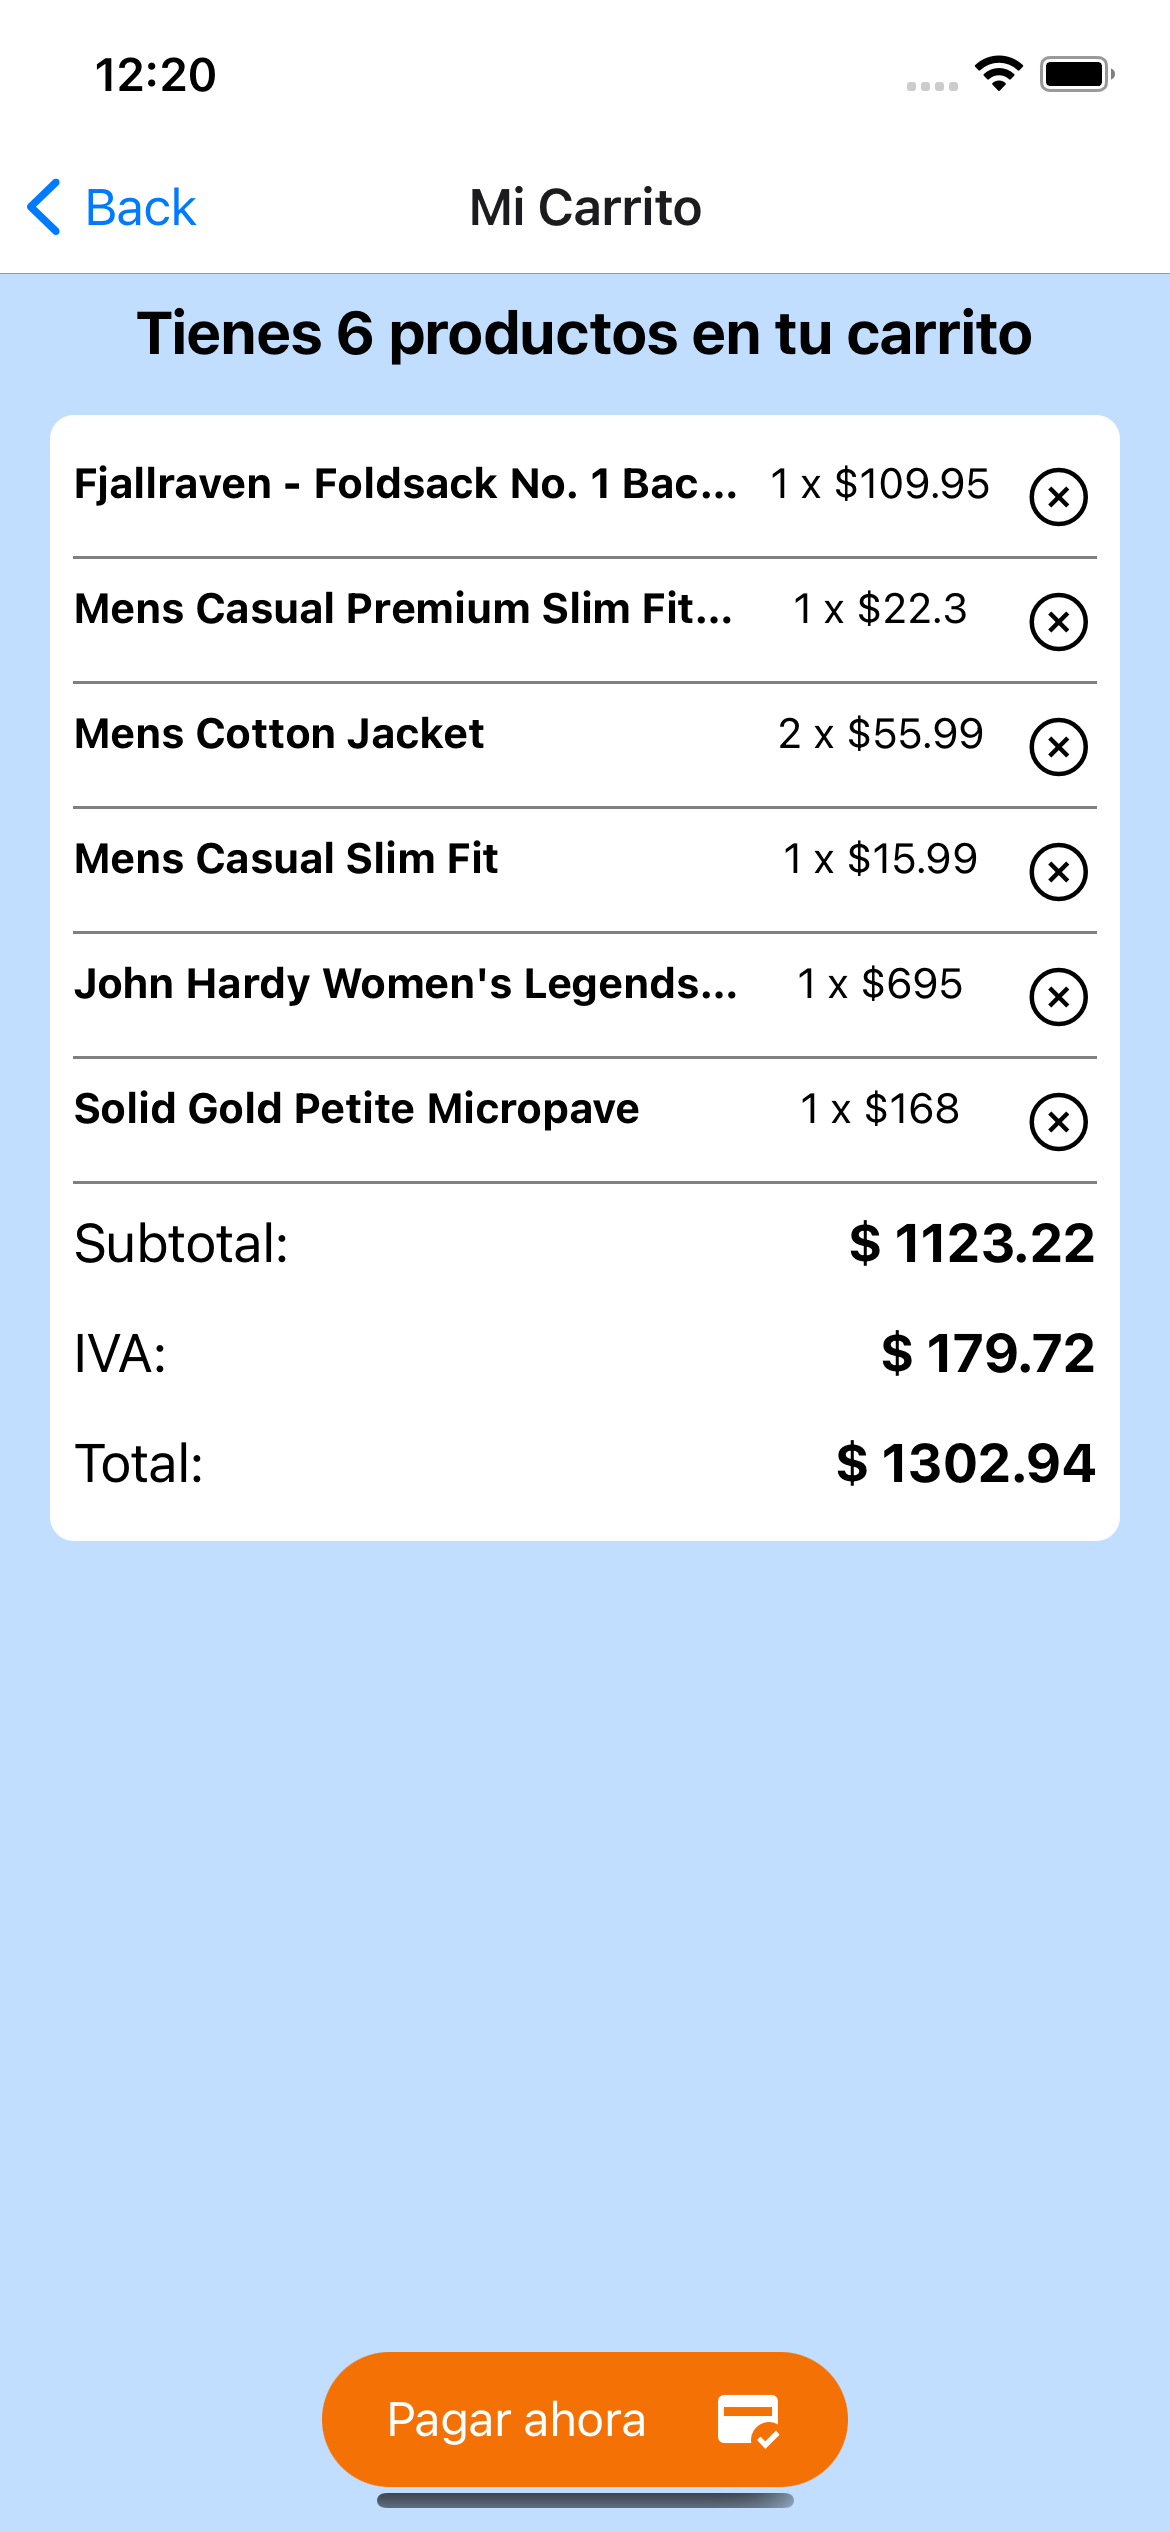 12:20
Back
Mi Carrito
Tienes 6 productos en tu carrito
Fjallraven - Foldsack No. 1 Bac... 1 x $109.95
Mens Casual Premium Slim Fit... 1 x $22.3
Mens Cotton Jacket 2 x $55.99
Mens Casual Slim Fit 1 x $15.99
John Hardy Women's Legends... 1 x $695
Solid Gold Petite Micropave 1 x $168
Subtotal: $ 1123.22
IVA: $ 179.72
Total: $ 1302.94
Pagar ahora